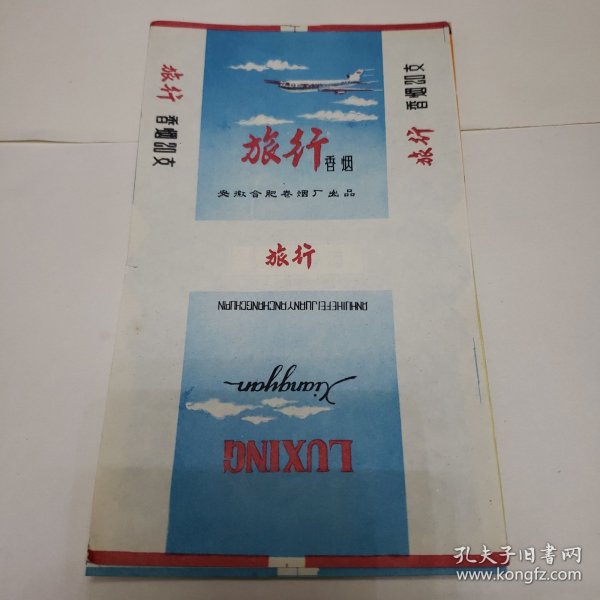 旅行
香烟20支
旅行
香烟
安徽合肥卷烟厂出品
旅行
香烟20支
旅行
ANHUIHEFEIJUANYANCHANGCHUPIN
Xiangyan
LUXING
孔夫子旧书网
www.kongfz.com